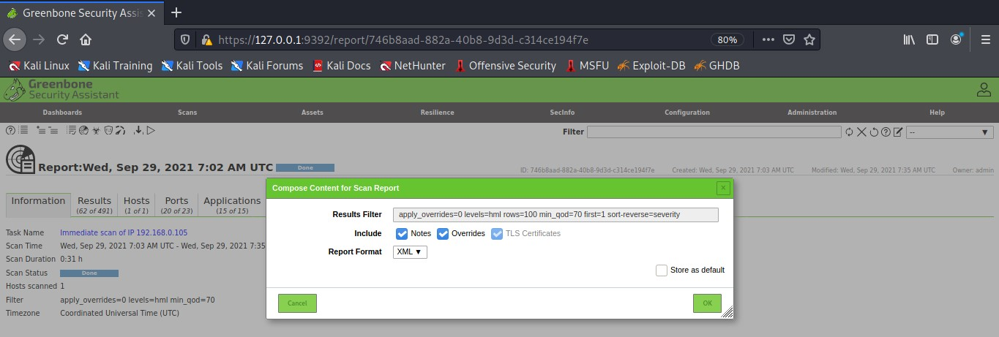 Greenbone Security Assis
https://127.0.0.1:9392/report/746b8aad-882a-40b8-9d3d-c314ce194f7e 80%
Kali Linux Kali Training Kali Tools Kali Forums Kali Docs NetHunter Offensive Security MSFU Exploit-DB GHDB
Greenbone
Security Assistant
Dashboards Scans Assets Resilience SecInfo Configuration Administration Help
Filter --
Report:Wed, Sep 29, 2021 7:02 AM UTC Done
ID: 746b8aad-882a-40b8-9d3d-c314ce194f7e Created: Wed, Sep 29, 2021 7:03 AM UTC Modified: Wed, Sep 29, 2021 7:35 AM UTC Owner: admin
Information Results Hosts Ports Applications
(62 of 491) (1 of 1) (20 of 23) (15 of 15)
Task Name Immediate scan of IP 192.168.0.105
Scan Time Wed, Sep 29, 2021 7:03 AM UTC - Wed, Sep 29, 2021 7:35
Scan Duration 0:31 h
Scan Status Done
Hosts scanned 1
Filter apply_overrides=0 levels=hml min_qod=70
Timezone Coordinated Universal Time (UTC)
Compose Content for Scan Report x
Results Filter apply_overrides=0 levels=hml rows=100 min_qod=70 first=1 sort-reverse=severity
Include Notes Overrides TLS Certificates
Report Format XML ▼
Store as default
Cancel OK